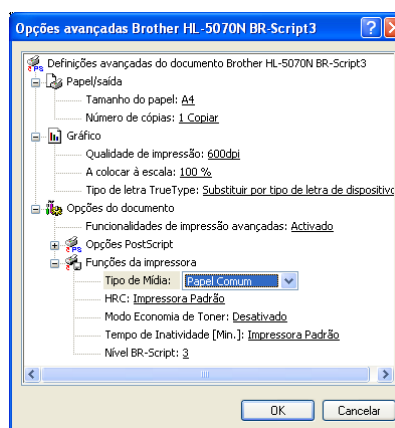 Opções avançadas Brother HL-5070N BR-Script3
Definições avançadas do documento Brother HL-5070N BR-Script3
Papel/saída
Tamanho do papel: A4
Número de cópias: 1 Copiar
Gráfico
Qualidade de impressão: 600dpi
A colocar à escala: 100 %
Tipo de letra TrueType: Substituir por tipo de letra de dispositivo
Opções do documento
Funcionalidades de impressão avançadas: Activado
Opções PostScript
Funções da impressora
Tipo de Mídia: Papel Comum
HRC: Impressora Padrão
Modo Economia de Toner: Desativado
Tempo de Inatividade [Min.]: Impressora Padrão
Nível BR-Script: 3
OK Cancelar